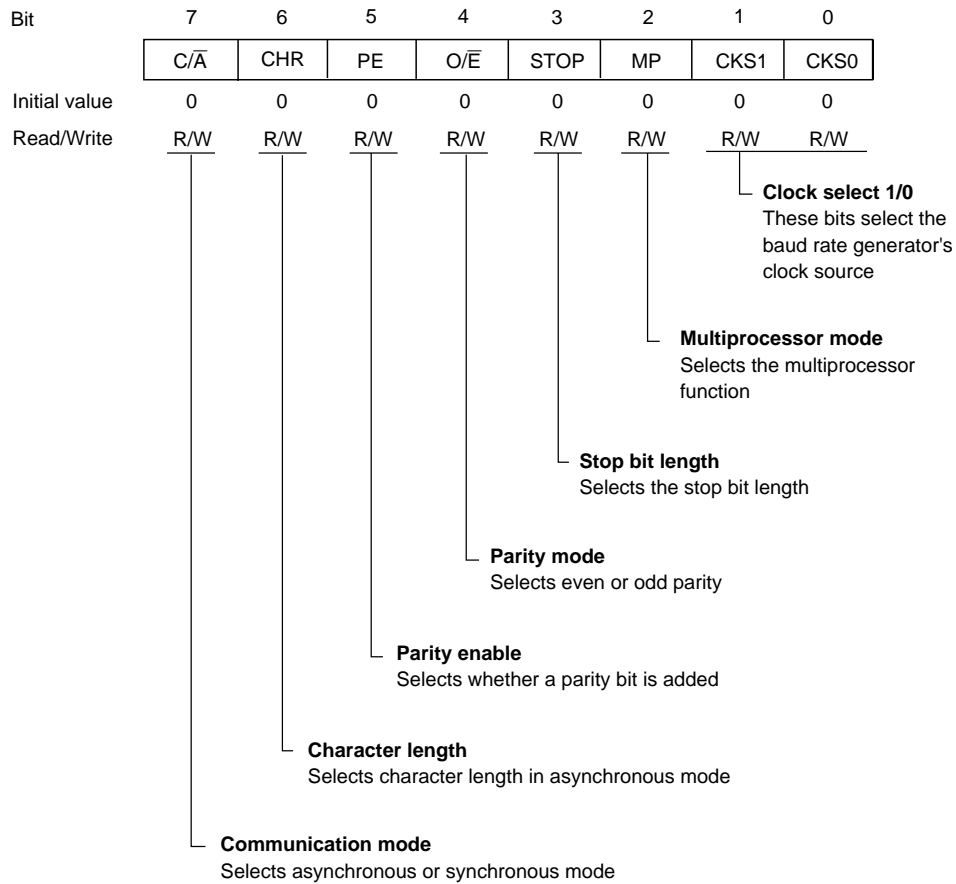 Bit 7 6 5 4 3 2 1 0
C/A̅ CHR PE O/E̅ STOP MP CKS1 CKS0
Initial value 0 0 0 0 0 0 0 0
Read/Write R/W R/W R/W R/W R/W R/W R/W R/W
Clock select 1/0
These bits select the
baud rate generator's
clock source
Multiprocessor mode
Selects the multiprocessor
function
Stop bit length
Selects the stop bit length
Parity mode
Selects even or odd parity
Parity enable
Selects whether a parity bit is added
Character length
Selects character length in asynchronous mode
Communication mode
Selects asynchronous or synchronous mode